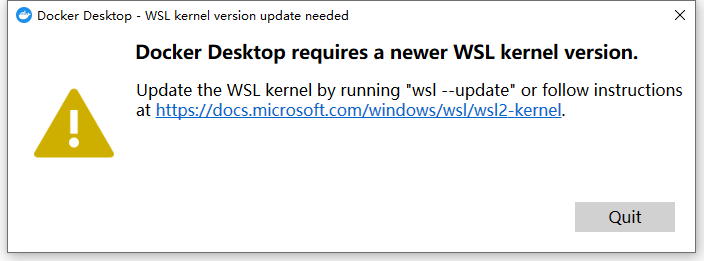 Docker Desktop - WSL kernel version update needed
Docker Desktop requires a newer WSL kernel version.
Update the WSL kernel by running "wsl --update" or follow instructions
at https://docs.microsoft.com/windows/wsl/wsl2-kernel.
Quit